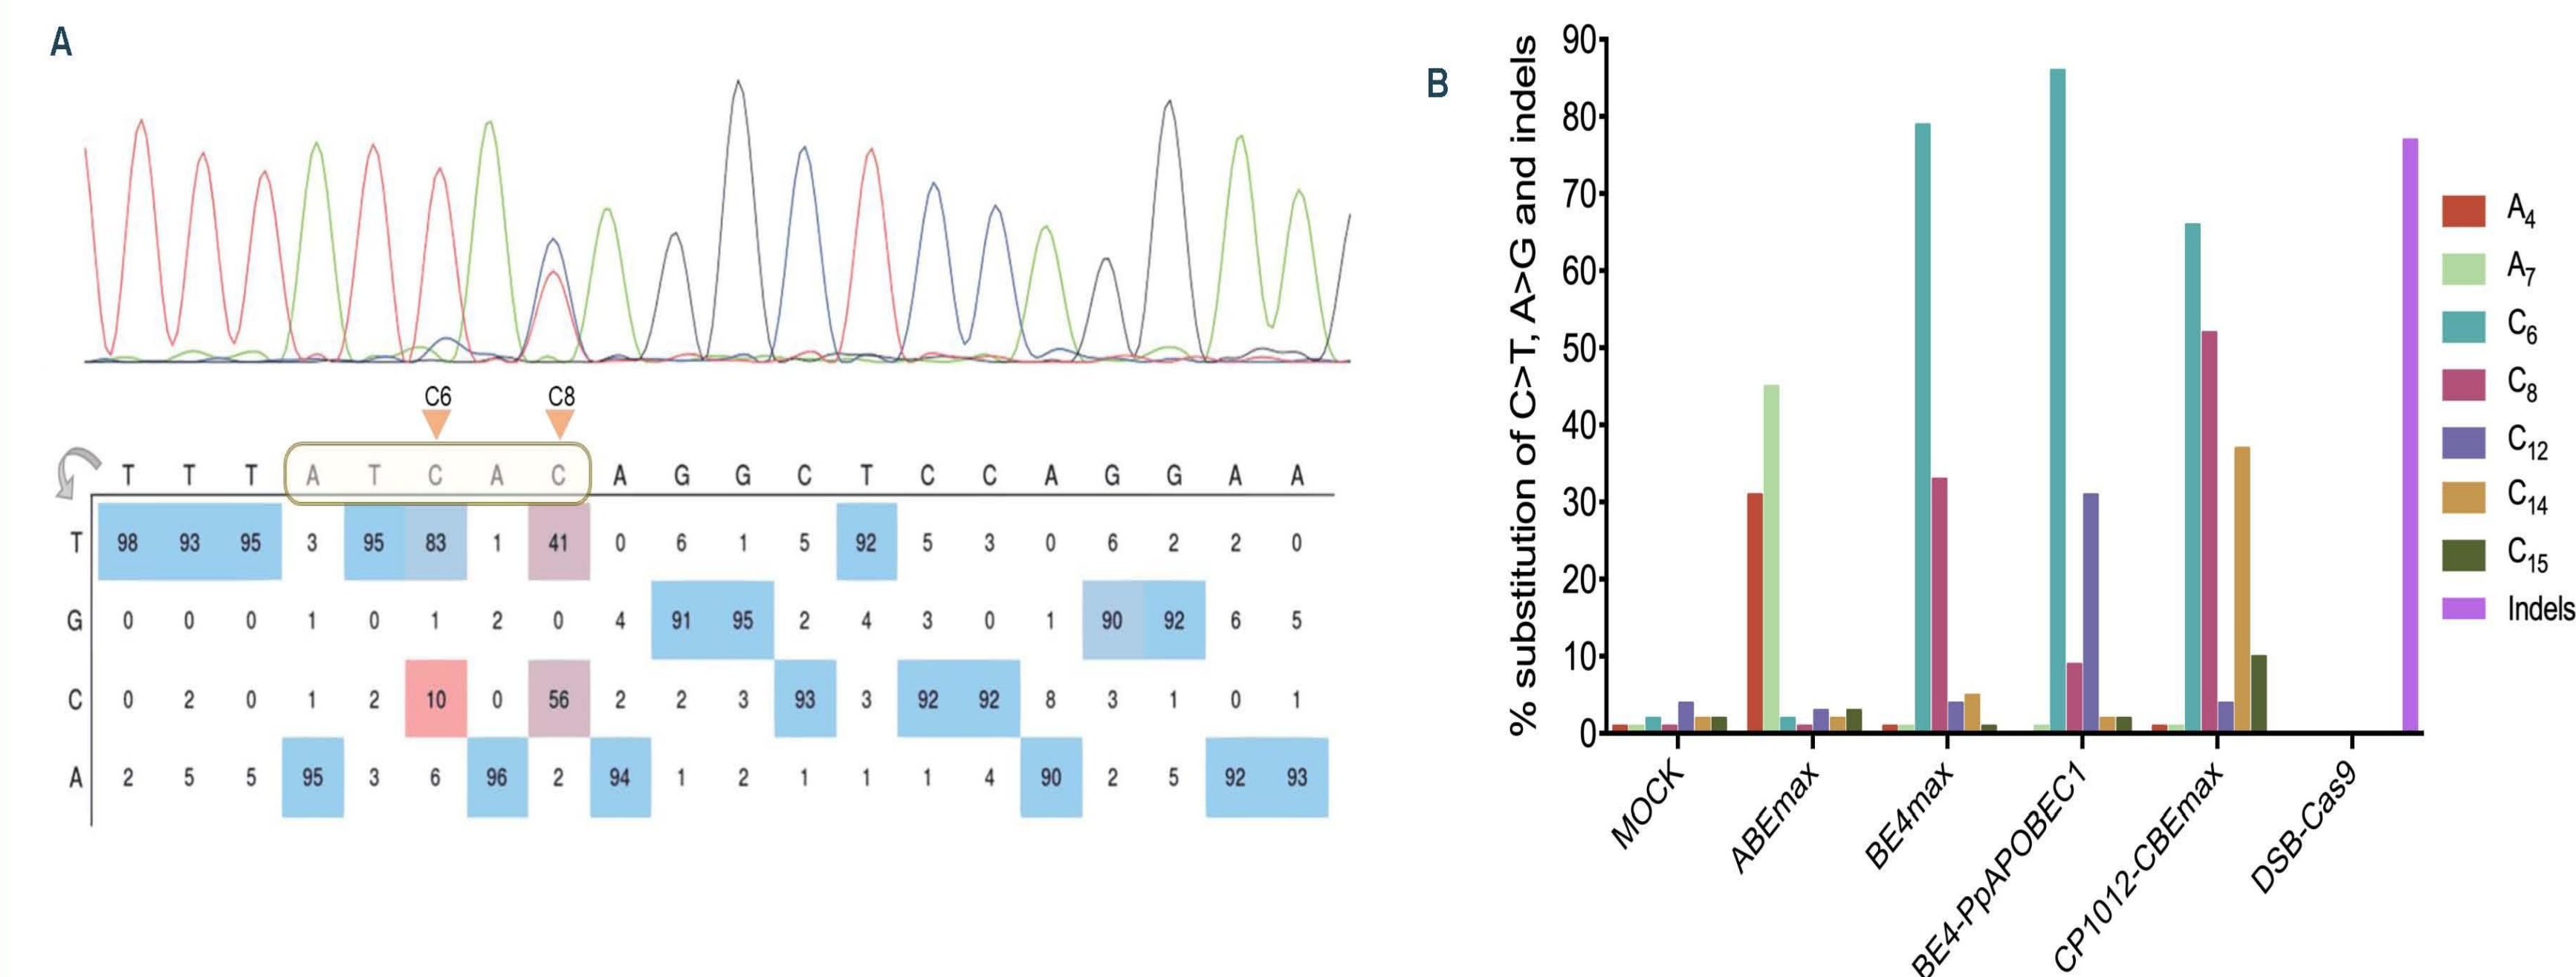 A
C6 C8
T T T A T C A C A G G C T C C A G G A A
T 98 93 95 3 95 83 1 41 0 6 1 5 92 5 3 0 6 2 2 0
G 0 0 0 1 0 1 2 0 4 91 95 2 4 3 0 1 90 92 6 5
C 0 2 0 1 2 10 0 56 2 2 3 93 3 92 92 8 3 1 0 1
A 2 5 5 95 3 6 96 2 94 1 2 1 1 1 4 90 2 5 92 93
B
% substitution of C>T, A>G and indels
90
80
70
60
50
40
30
20
10
0
MOCK
ABEmax
BE4max
BE4-PpAPOBEC1
CP1012-CBEmax
DSB-Cas9
A4
A7
C6
C8
C12
C14
C15
Indels